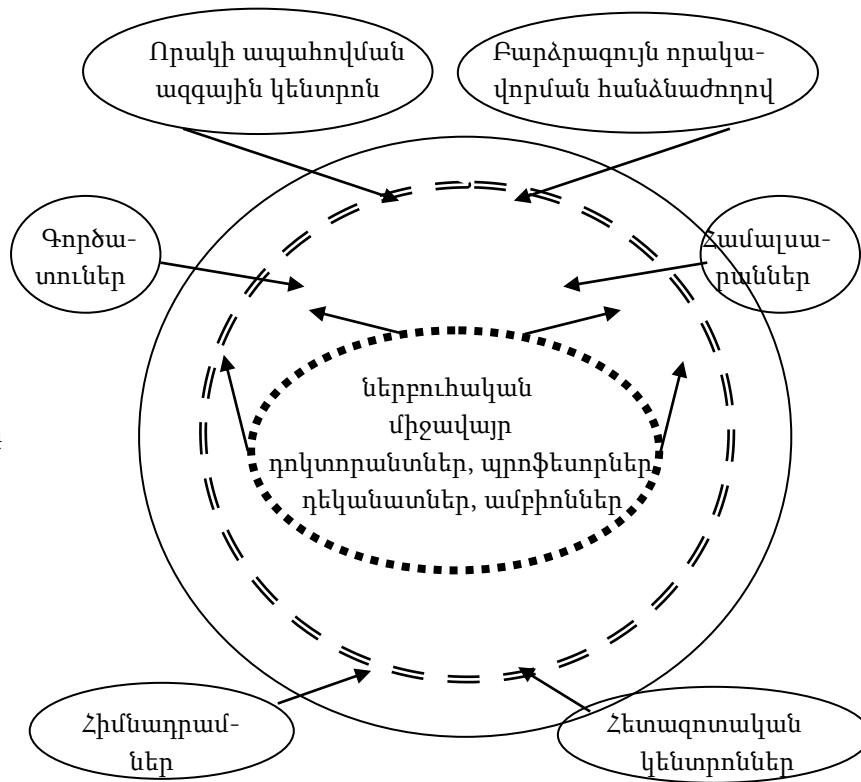 Որակի ապահովման
ազգային կենտրոն
Բարձրագույն որակա-
վորման հանձնաժողով
Գործա-
տուներ
Համալսա-
րաններ
ներբուհական
միջավայր
դոկտորանտներ, պրոֆեսորներ
դեկանատներ, ամբիոններ
Հիմնադրամ-
ներ
Հետազոտական
կենտրոններ